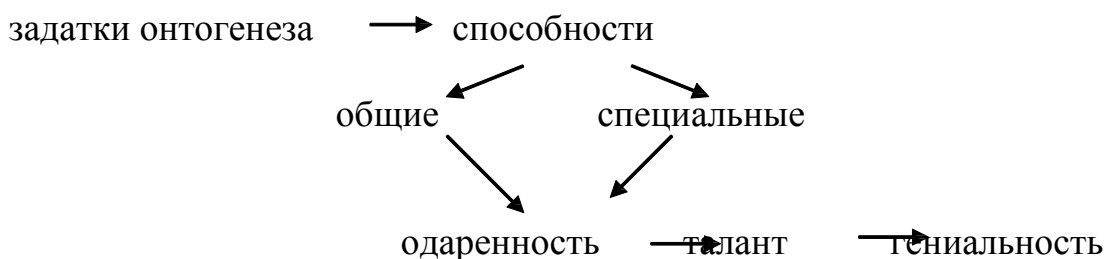 задатки онтогенеза способности
общие специальные
одаренность талант гениальность